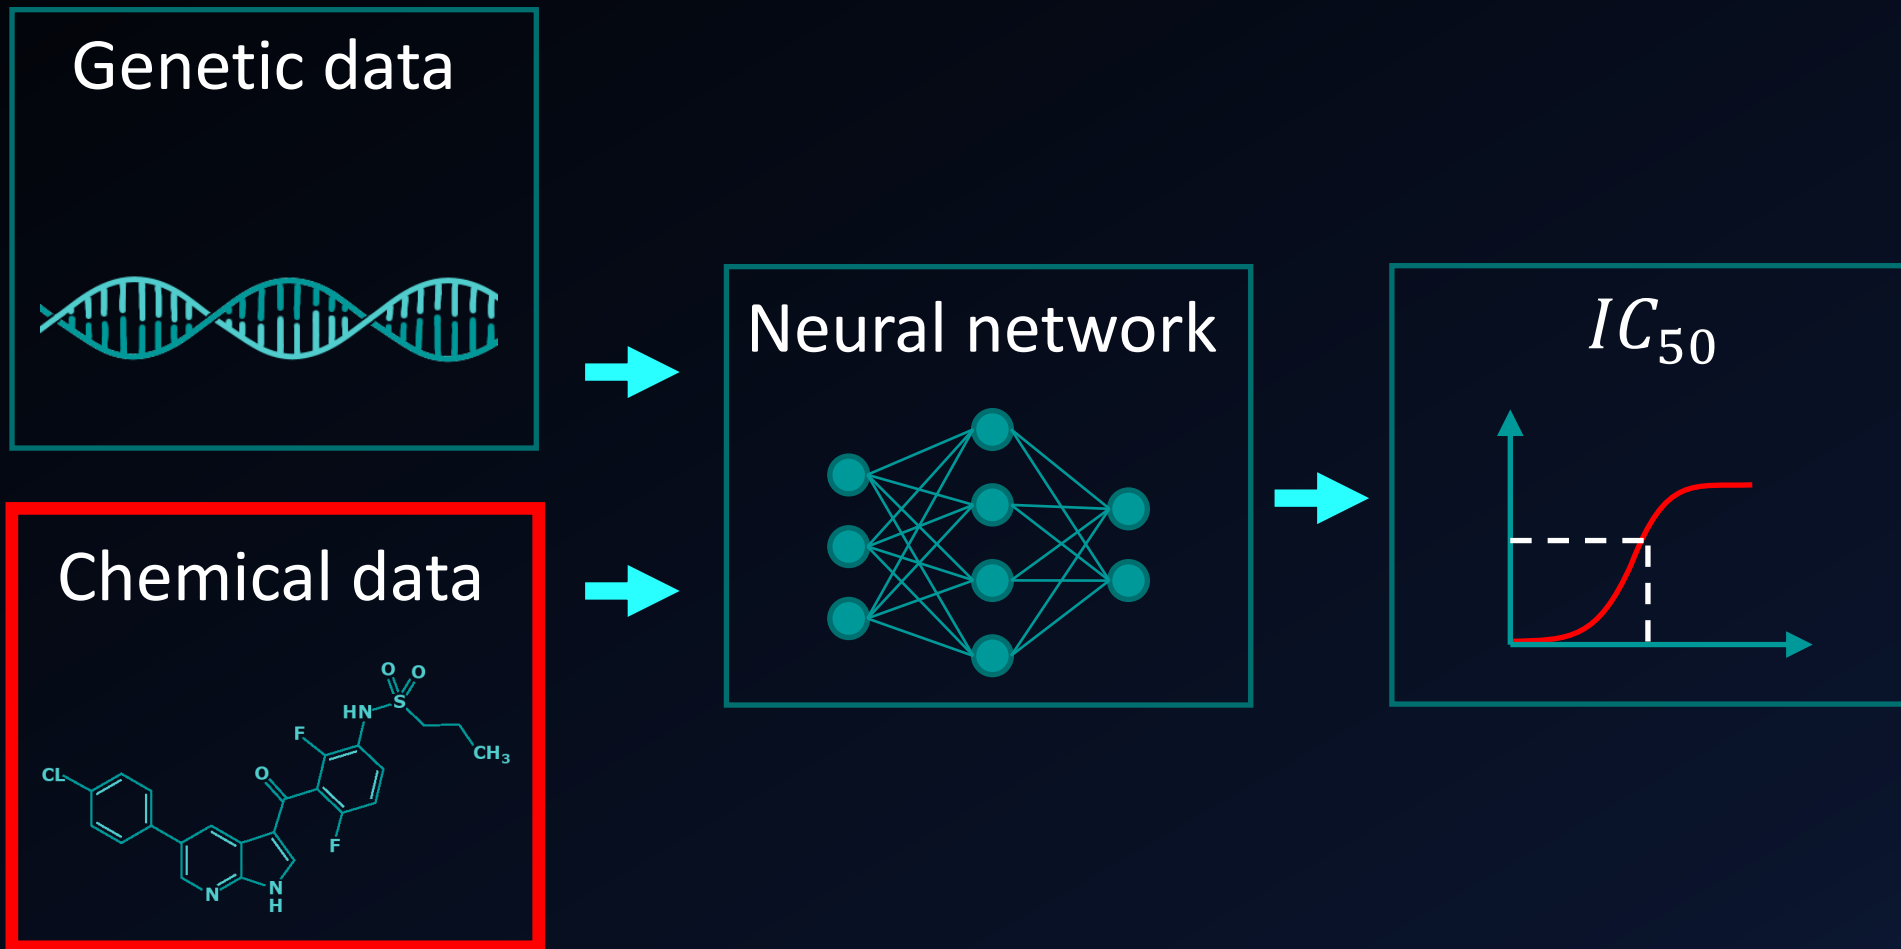 Genetic data
Neural network
IC50
Chemical data
O O
HN S
F
CH3
O
CL
F
N N
H